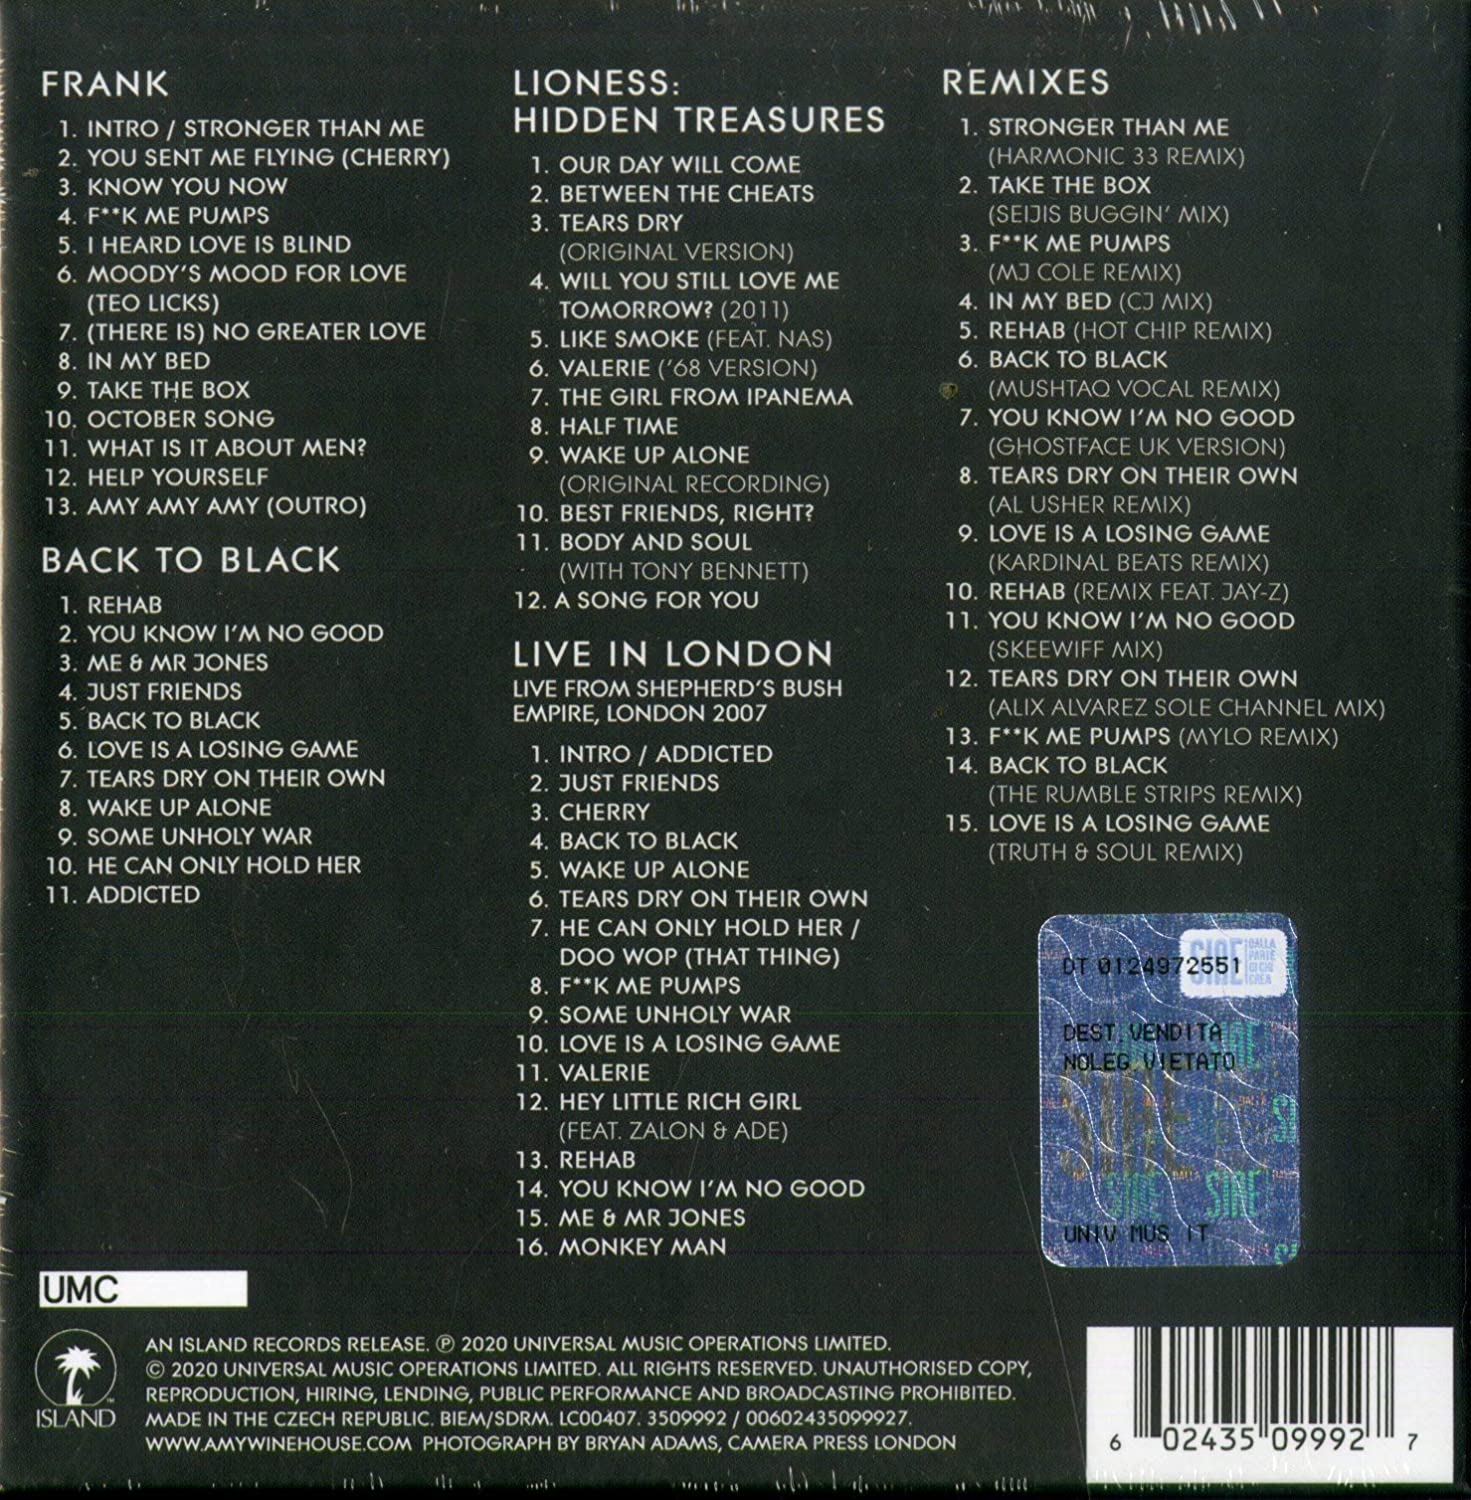 FRANK
1. INTRO / STRONGER THAN ME
2. YOU SENT ME FLYING (CHERRY)
3. KNOW YOU NOW
4. F**K ME PUMPS
5. I HEARD LOVE IS BLIND
6. MOODY'S MOOD FOR LOVE
(TEO LICKS)
7. (THERE IS) NO GREATER LOVE
8. IN MY BED
9. TAKE THE BOX
10. OCTOBER SONG
11. WHAT IS IT ABOUT MEN?
12. HELP YOURSELF
13. AMY AMY AMY (OUTRO)
BACK TO BLACK
1. REHAB
2. YOU KNOW I'M NO GOOD
3. ME & MR JONES
4. JUST FRIENDS
5. BACK TO BLACK
6. LOVE IS A LOSING GAME
7. TEARS DRY ON THEIR OWN
8. WAKE UP ALONE
9. SOME UNHOLY WAR
10. HE CAN ONLY HOLD HER
11. ADDICTED
LIONESS:
HIDDEN TREASURES
1. OUR DAY WILL COME
2. BETWEEN THE CHEATS
3. TEARS DRY
(ORIGINAL VERSION)
4. WILL YOU STILL LOVE ME
TOMORROW? (2011)
5. LIKE SMOKE (FEAT. NAS)
6. VALERIE ('68 VERSION)
7. THE GIRL FROM IPANEMA
8. HALF TIME
9. WAKE UP ALONE
(ORIGINAL RECORDING)
10. BEST FRIENDS, RIGHT?
11. BODY AND SOUL
(WITH TONY BENNETT)
12. A SONG FOR YOU
LIVE IN LONDON
LIVE FROM SHEPHERD'S BUSH
EMPIRE, LONDON 2007
1. INTRO / ADDICTED
2. JUST FRIENDS
3. CHERRY
4. BACK TO BLACK
5. WAKE UP ALONE
6. TEARS DRY ON THEIR OWN
7. HE CAN ONLY HOLD HER /
DOO WOP (THAT THING)
8. F**K ME PUMPS
9. SOME UNHOLY WAR
10. LOVE IS A LOSING GAME
11. VALERIE
12. HEY LITTLE RICH GIRL
(FEAT. ZALON & ADE)
13. REHAB
14. YOU KNOW I'M NO GOOD
15. ME & MR JONES
16. MONKEY MAN
REMIXES
1. STRONGER THAN ME
(HARMONIC 33 REMIX)
2. TAKE THE BOX
(SEIJIS BUGGIN' MIX)
3. F**K ME PUMPS
(MJ COLE REMIX)
4. IN MY BED (CJ MIX)
5. REHAB (HOT CHIP REMIX)
6. BACK TO BLACK
(MUSHTAQ VOCAL REMIX)
7. YOU KNOW I'M NO GOOD
(GHOSTFACE UK VERSION)
8. TEARS DRY ON THEIR OWN
(AL USHER REMIX)
9. LOVE IS A LOSING GAME
(KARDINAL BEATS REMIX)
10. REHAB (REMIX FEAT. JAY-Z)
11. YOU KNOW I'M NO GOOD
(SKEEWIFF MIX)
12. TEARS DRY ON THEIR OWN
(ALIX ALVAREZ SOLE CHANNEL MIX)
13. F**K ME PUMPS (MYLO REMIX)
14. BACK TO BLACK
(THE RUMBLE STRIPS REMIX)
15. LOVE IS A LOSING GAME
(TRUTH & SOUL REMIX)
SIAE DALLA
PARTE
DI CHI
CREA
DT 0124972551
DEST.VENDITA
NOLEG VIETATO
SIAE
UNIV MUS IT
UMC
ISLAND
AN ISLAND RECORDS RELEASE. ℗ 2020 UNIVERSAL MUSIC OPERATIONS LIMITED.
© 2020 UNIVERSAL MUSIC OPERATIONS LIMITED. ALL RIGHTS RESERVED. UNAUTHORISED COPY,
REPRODUCTION, HIRING, LENDING, PUBLIC PERFORMANCE AND BROADCASTING PROHIBITED.
MADE IN THE CZECH REPUBLIC. BIEM/SDRM. LC00407. 3509992 / 00602435099927.
WWW.AMYWINEHOUSE.COM PHOTOGRAPH BY BRYAN ADAMS, CAMERA PRESS LONDON
6 02435 09992 7